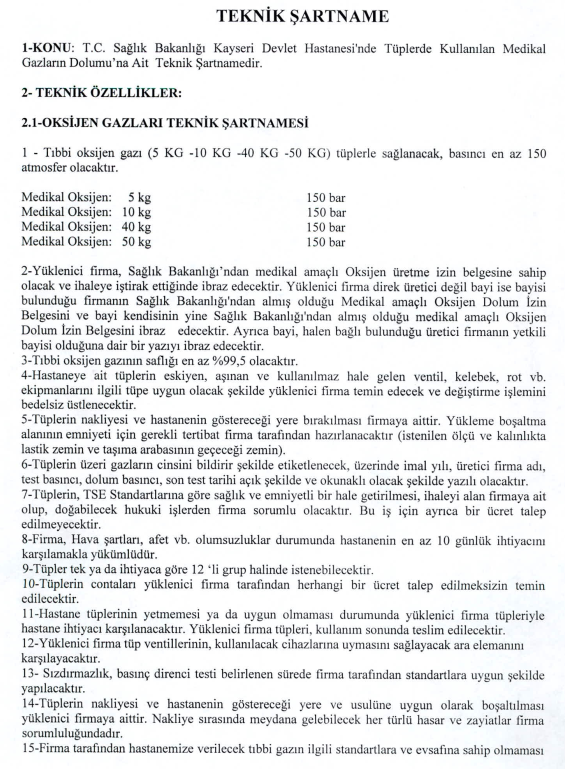 TEKNİK ŞARTNAME
1-KONU: T.C. Sağlık Bakanlığı Kayseri Devlet Hastanesi'nde Tüplerde Kullanılan Medikal
Gazların Dolumu'na Ait Teknik Şartnamedir.
2- TEKNİK ÖZELLİKLER:
2.1-OKSİJEN GAZLARI TEKNİK ŞARTNAMESİ
1 - Tıbbi oksijen gazı (5 KG -10 KG -40 KG -50 KG) tüplerle sağlanacak, basıncı en az 150
atmosfer olacaktır.
Medikal Oksijen: 5 kg 150 bar
Medikal Oksijen: 10 kg 150 bar
Medikal Oksijen: 40 kg 150 bar
Medikal Oksijen: 50 kg 150 bar
2-Yüklenici firma, Sağlık Bakanlığı'ndan medikal amaçlı Oksijen üretme izin belgesine sahip
olacak ve ihaleye iştirak ettiğinde ibraz edecektir. Yüklenici firma direk üretici değil bayi ise bayisi
bulunduğu firmanın Sağlık Bakanlığı'ndan almış olduğu Medikal amaçlı Oksijen Dolum İzin
Belgesini ve bayi kendisinin yine Sağlık Bakanlığı'ndan almış olduğu medikal amaçlı Oksijen
Dolum İzin Belgesini ibraz edecektir. Ayrıca bayi, halen bağlı bulunduğu üretici firmanın yetkili
bayisi olduğuna dair bir yazıyı ibraz edecektir.
3-Tıbbi oksijen gazının saflığı en az %99,5 olacaktır.
4-Hastaneye ait tüplerin eskiyen, aşınan ve kullanılmaz hale gelen ventil, kelebek, rot vb.
ekipmanlarını ilgili tüpe uygun olacak şekilde yüklenici firma temin edecek ve değiştirme işlemini
bedelsiz üstlenecektir.
5-Tüplerin nakliyesi ve hastanenin göstereceği yere bırakılması firmaya aittir. Yükleme boşaltma
alanının emniyeti için gerekli tertibat firma tarafından hazırlanacaktır (istenilen ölçü ve kalınlıkta
lastik zemin ve taşıma arabasının geçeceği zemin).
6-Tüplerin üzeri gazların cinsini bildirir şekilde etiketlenecek, üzerinde imal yılı, üretici firma adı,
test basıncı, dolum basıncı, son test tarihi açık şekilde ve okunaklı olacak şekilde yazılı olacaktır.
7-Tüplerin, TSE Standartlarına göre sağlık ve emniyetli bir hale getirilmesi, ihaleyi alan firmaya ait
olup, doğabilecek hukuki işlerden firma sorumlu olacaktır. Bu iş için ayrıca bir ücret talep
edilmeyecektir.
8-Firma, Hava şartları, afet vb. olumsuzluklar durumunda hastanenin en az 10 günlük ihtiyacını
karşılamakla yükümlüdür.
9-Tüpler tek ya da ihtiyaca göre 12 'li grup halinde istenebilecektir.
10-Tüplerin contaları yüklenici firma tarafından herhangi bir ücret talep edilmeksizin temin
edilecektir.
11-Hastane tüplerinin yetmemesi ya da uygun olmaması durumunda yüklenici firma tüpleriyle
hastane ihtiyacı karşılanacaktır. Yüklenici firma tüpleri, kullanım sonunda teslim edilecektir.
12-Yüklenici firma tüp ventillerinin, kullanılacak cihazlarına uymasını sağlayacak ara elemanını
karşılayacaktır.
13- Sızdırmazlık, basınç direnci testi belirlenen sürede firma tarafından standartlara uygun şekilde
yapılacaktır.
14-Tüplerin nakliyesi ve hastanenin göstereceği yere ve usulüne uygun olarak boşaltılması
yüklenici firmaya aittir. Nakliye sırasında meydana gelebilecek her türlü hasar ve zayiatlar firma
sorumluluğundadır.
15-Firma tarafından hastanemize verilecek tıbbi gazın ilgili standartlara ve evsafına sahip olmaması